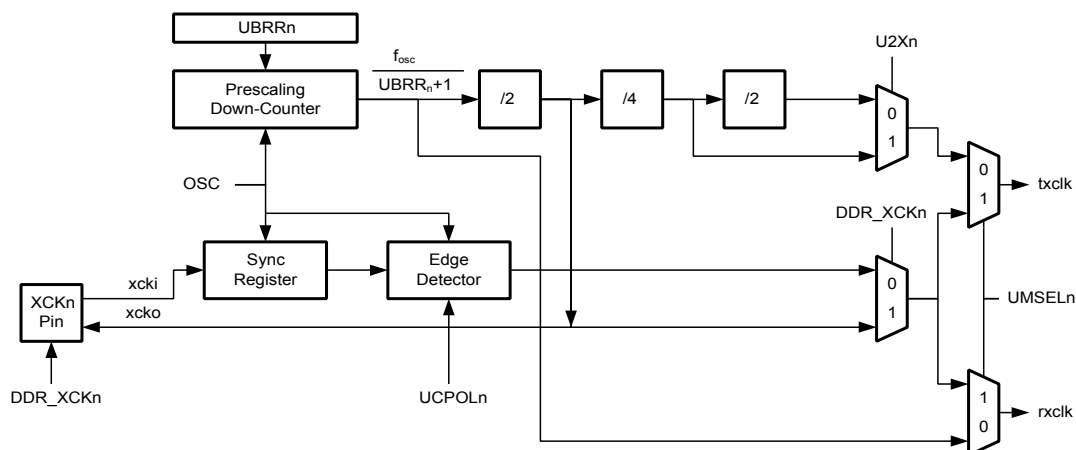 UBRRn
U2Xn
fosc
UBRRn+1
Prescaling
Down-Counter
/2
/4
/2
0
1
OSC
0
1
txclk
DDR_XCKn
Sync
Register
Edge
Detector
xcki
0
1
XCKn
Pin
xcko
UMSELn
DDR_XCKn
UCPOLn
1
0
rxclk